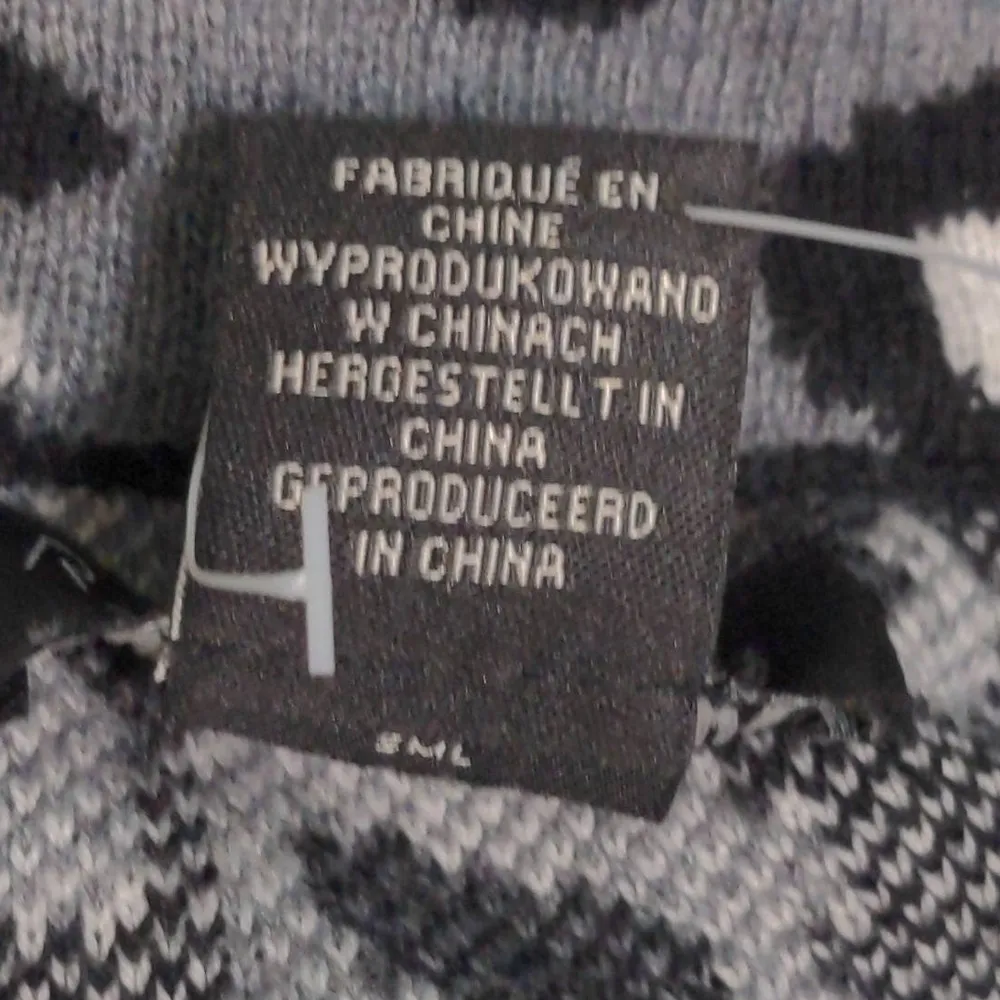 FABRIQUÉ EN
CHINE
WYPRODUKOWANO
W CHINACH
HERGESTELLT IN
CHINA
GEPRODUCEERD
IN CHINA